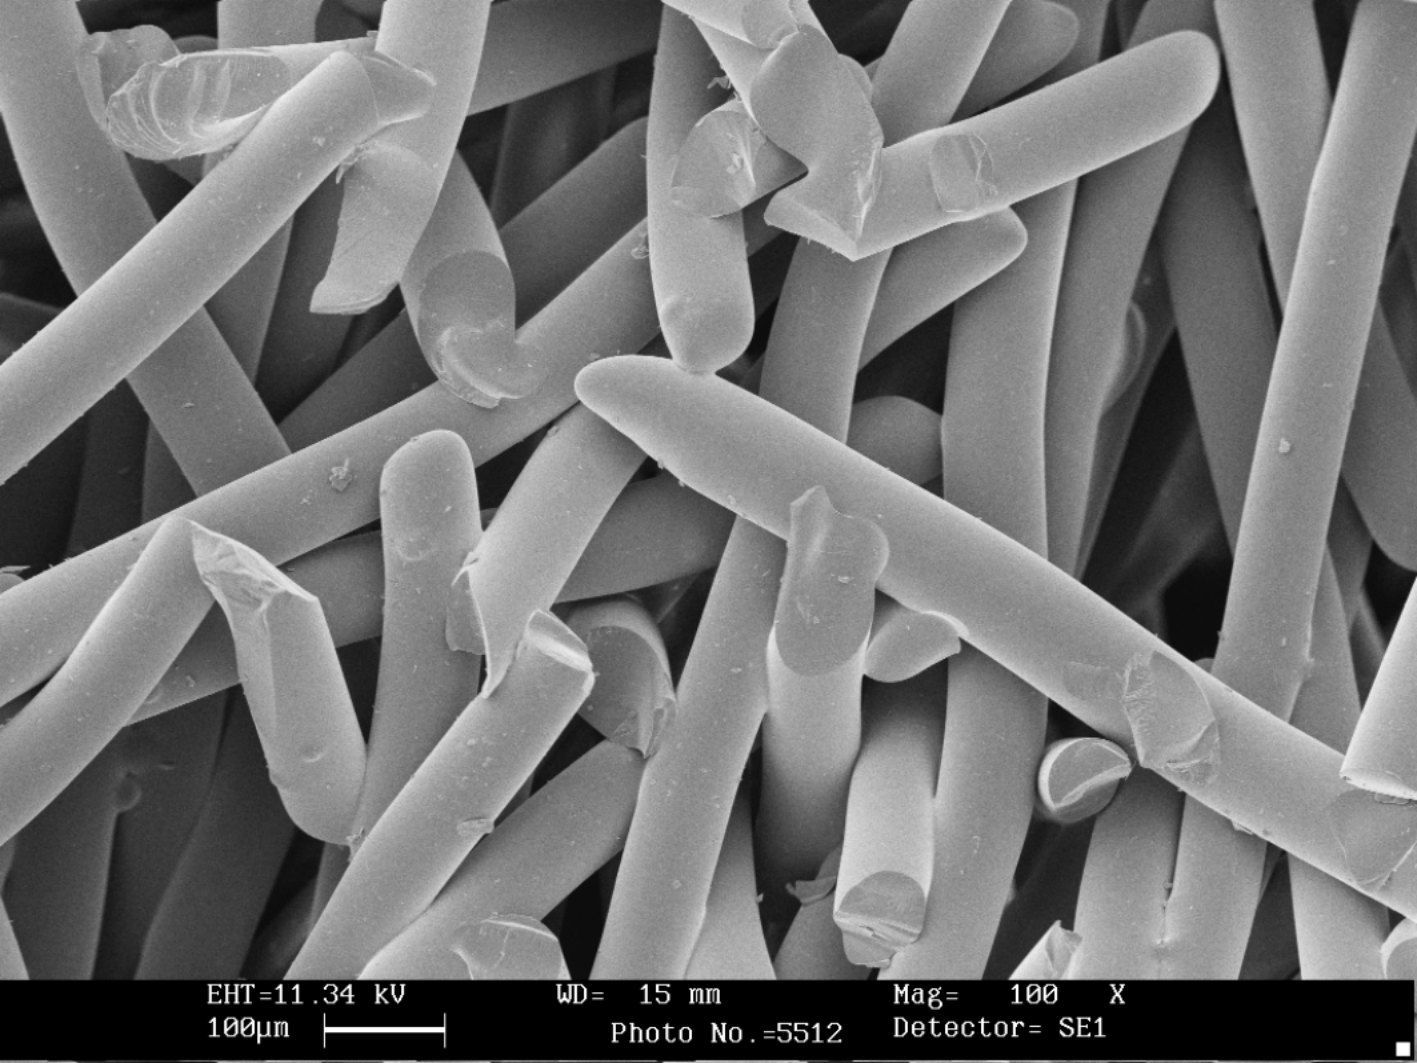 EHT=11.34 kV WD= 15 mm Mag= 100 X
100µm Photo No.=5512 Detector= SE1